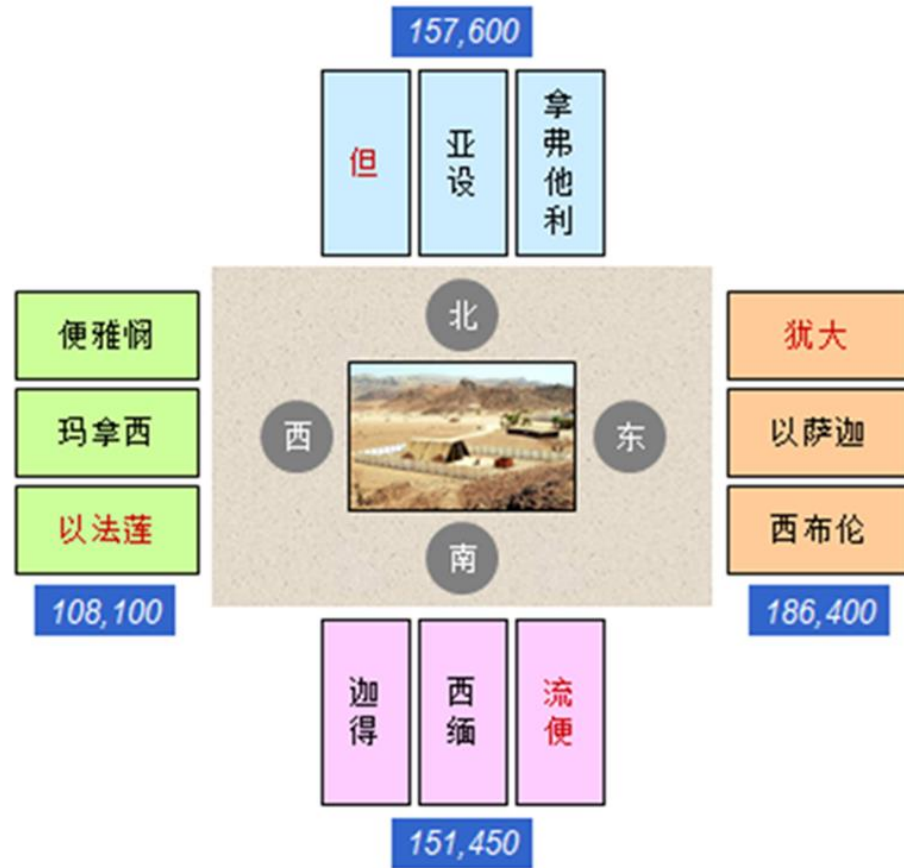 157,600
但
亚设
拿弗他利
北
便雅悯
玛拿西
以法莲
108,100
西
东
犹大
以萨迦
西布伦
186,400
南
迦得
西缅
流便
151,450